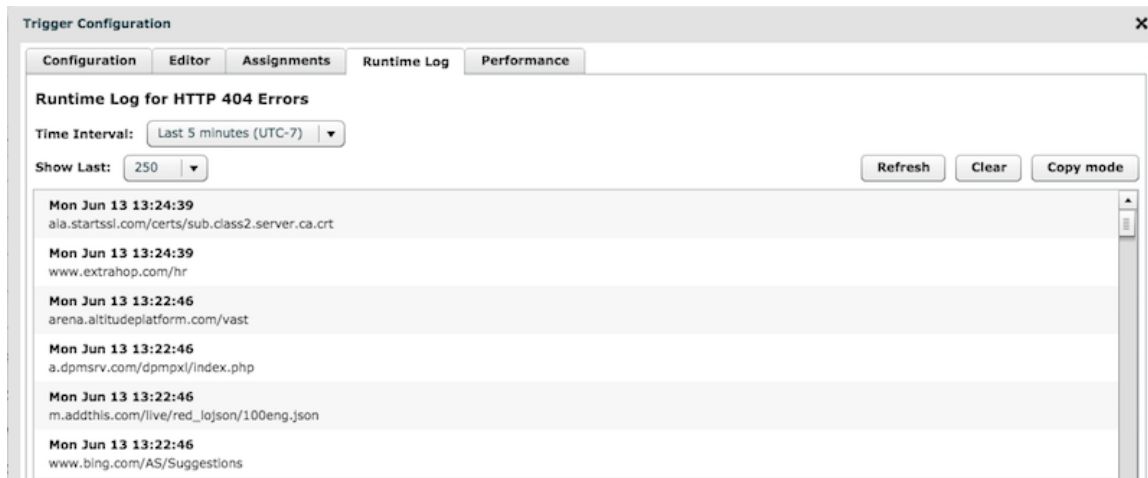 Trigger Configuration
Configuration Editor Assignments Runtime Log Performance
Runtime Log for HTTP 404 Errors
Time Interval: Last 5 minutes (UTC-7)
Show Last: 250 Refresh Clear Copy mode
Mon Jun 13 13:24:39
aia.startssl.com/certs/sub.class2.server.ca.crt
Mon Jun 13 13:24:39
www.extrahop.com/hr
Mon Jun 13 13:22:46
arena.altitudeplatform.com/vast
Mon Jun 13 13:22:46
a.dpmsrv.com/dpmpxl/index.php
Mon Jun 13 13:22:46
m.addthis.com/live/red_lojson/100eng.json
Mon Jun 13 13:22:46
www.bing.com/AS/Suggestions